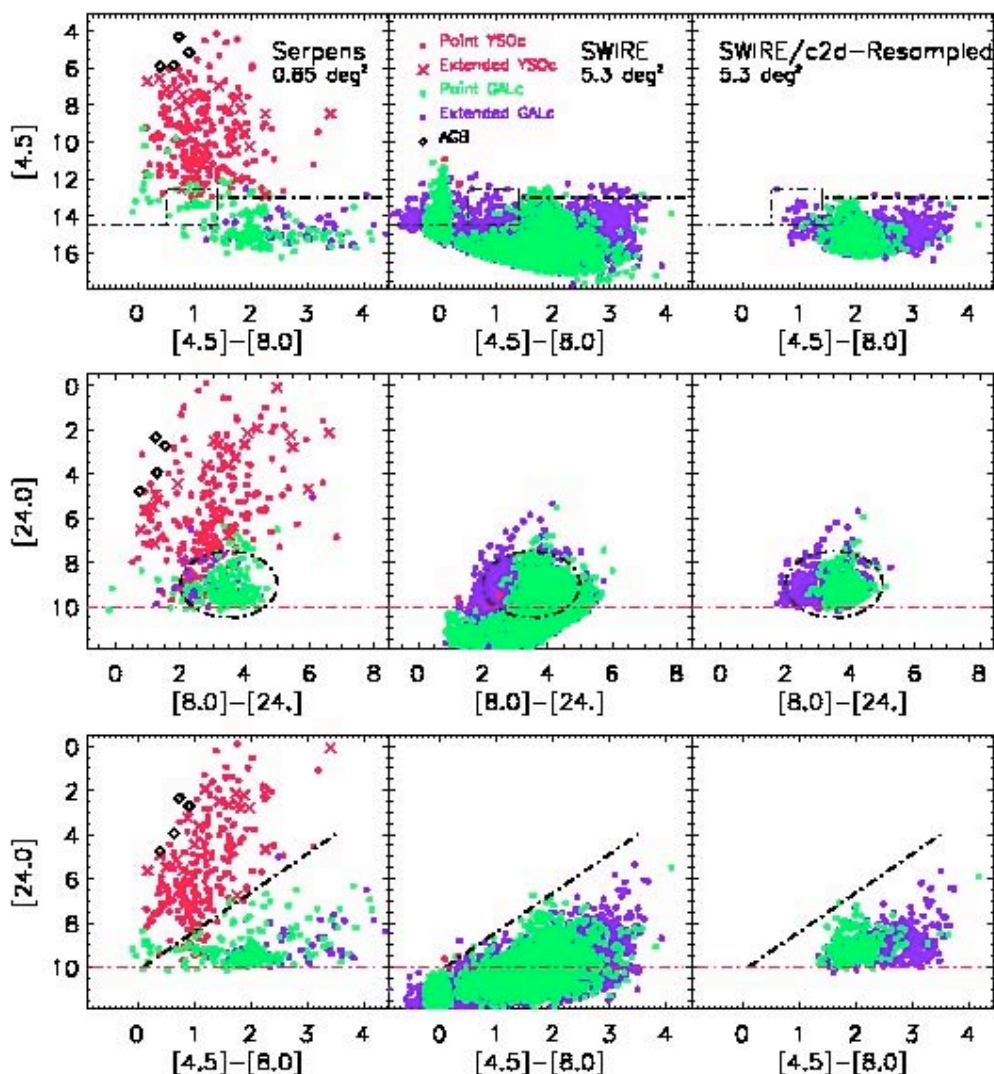 Serpens
0.85 deg²
Point YSOc
Extended YSOc
Point GALc
Extended GALc
AGB
SWIRE
5.3 deg²
SWIRE/c2d-Resampled
5.3 deg²
[4.5]
4
6
8
10
12
14
16
0 1 2 3 4
0 1 2 3 4
0 1 2 3 4
[4.5]-[8.0]
[4.5]-[8.0]
[4.5]-[8.0]
[24.0]
0
2
4
6
8
10
0 2 4 6 8
0 2 4 6 8
0 2 4 6 8
[8.0]-[24.]
[8.0]-[24.]
[8.0]-[24.]
[24.0]
0
2
4
6
8
10
0 1 2 3 4
0 1 2 3 4
0 1 2 3 4
[4.5]-[8.0]
[4.5]-[8.0]
[4.5]-[8.0]